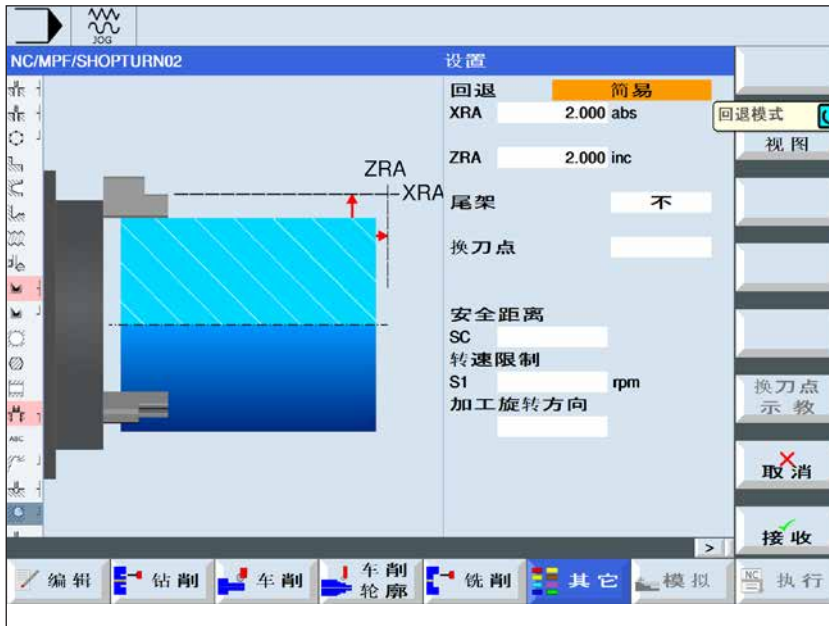 JOG
NC/MPF/SHOPTURN02
设置
回退 简易
XRA 2.000 abs
回退模式
视图
ZRA 2.000 inc
ZRA
XRA
尾架 不
换刀点
安全距离
SC
转速限制
S1 rpm
加工旋转方向
换刀点
示教
ABC
取消
接收
>
编辑
钻削
车削
车削
轮廓
铣削
其它
模拟
NC
执行